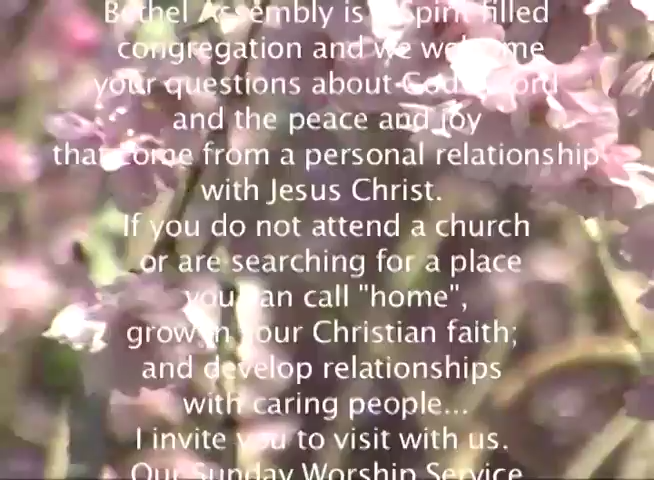 Bethel Assembly is a Spirit filled
congregation and we welcome
your questions about God's Word
and the peace and joy
that come from a personal relationship
with Jesus Christ.
If you do not attend a church
or are searching for a place
you can call "home",
grow in your Christian faith;
and develop relationships
with caring people...
I invite you to visit with us.
Our Sunday Worship Service